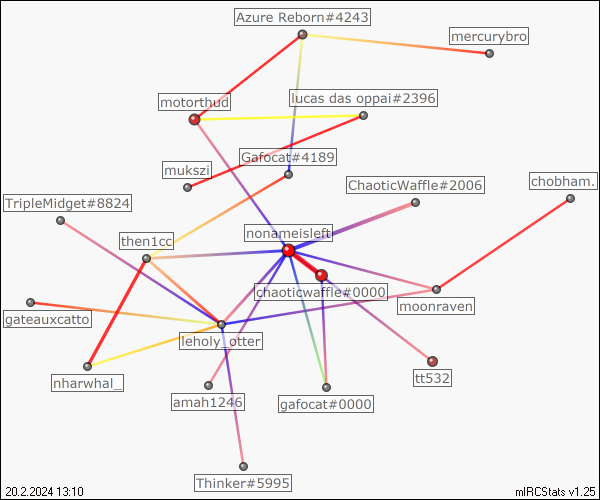 Azure Reborn#4243
mercurybro
lucas das oppai#2396
motorthud
Gafocat#4189
mukszi
ChaoticWaffle#2006
chobham.
TripleMidget#8824
nonameisleft
then1cc
chaoticwaffle#0000
moonraven
gateauxcatto
leholy_otter
tt532
nharwhal_
amah1246
gafocat#0000
Thinker#5995
20.2.2024 13:10
mIRCStats v1.25